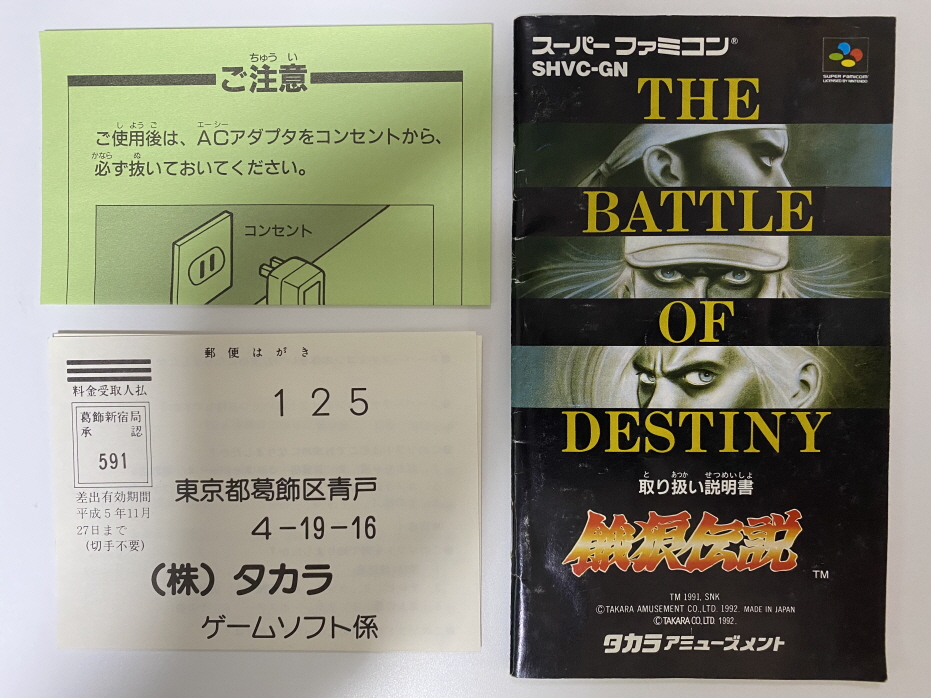 ちゅう い
ご注意
し ようご エーシー
ご使用後は、ACアダプタをコンセントから、
かなら ぬ
必ず抜いておいてください。
コンセント
郵便はがき
料金受取人払
葛飾新宿局
承 認
591
差出有効期間
平成5年11月
27日まで
(切手不要)
125
東京都葛飾区青戸
4-19-16
(株)タカラ
ゲームソフト係
スーパーファミコン®
SHVC-GN
SUPER FAMICOM
LICENSED BY NINTENDO
THE
BATTLE
OF
DESTINY
と あつか せつめいしょ
取り扱い説明書
餓狼伝説
TM
TM 1991, SNK
©TAKARA AMUSEMENT CO.,LTD. 1992. MADE IN JAPAN
©TAKARA CO.,LTD. 1992.
タカラアミューズメント